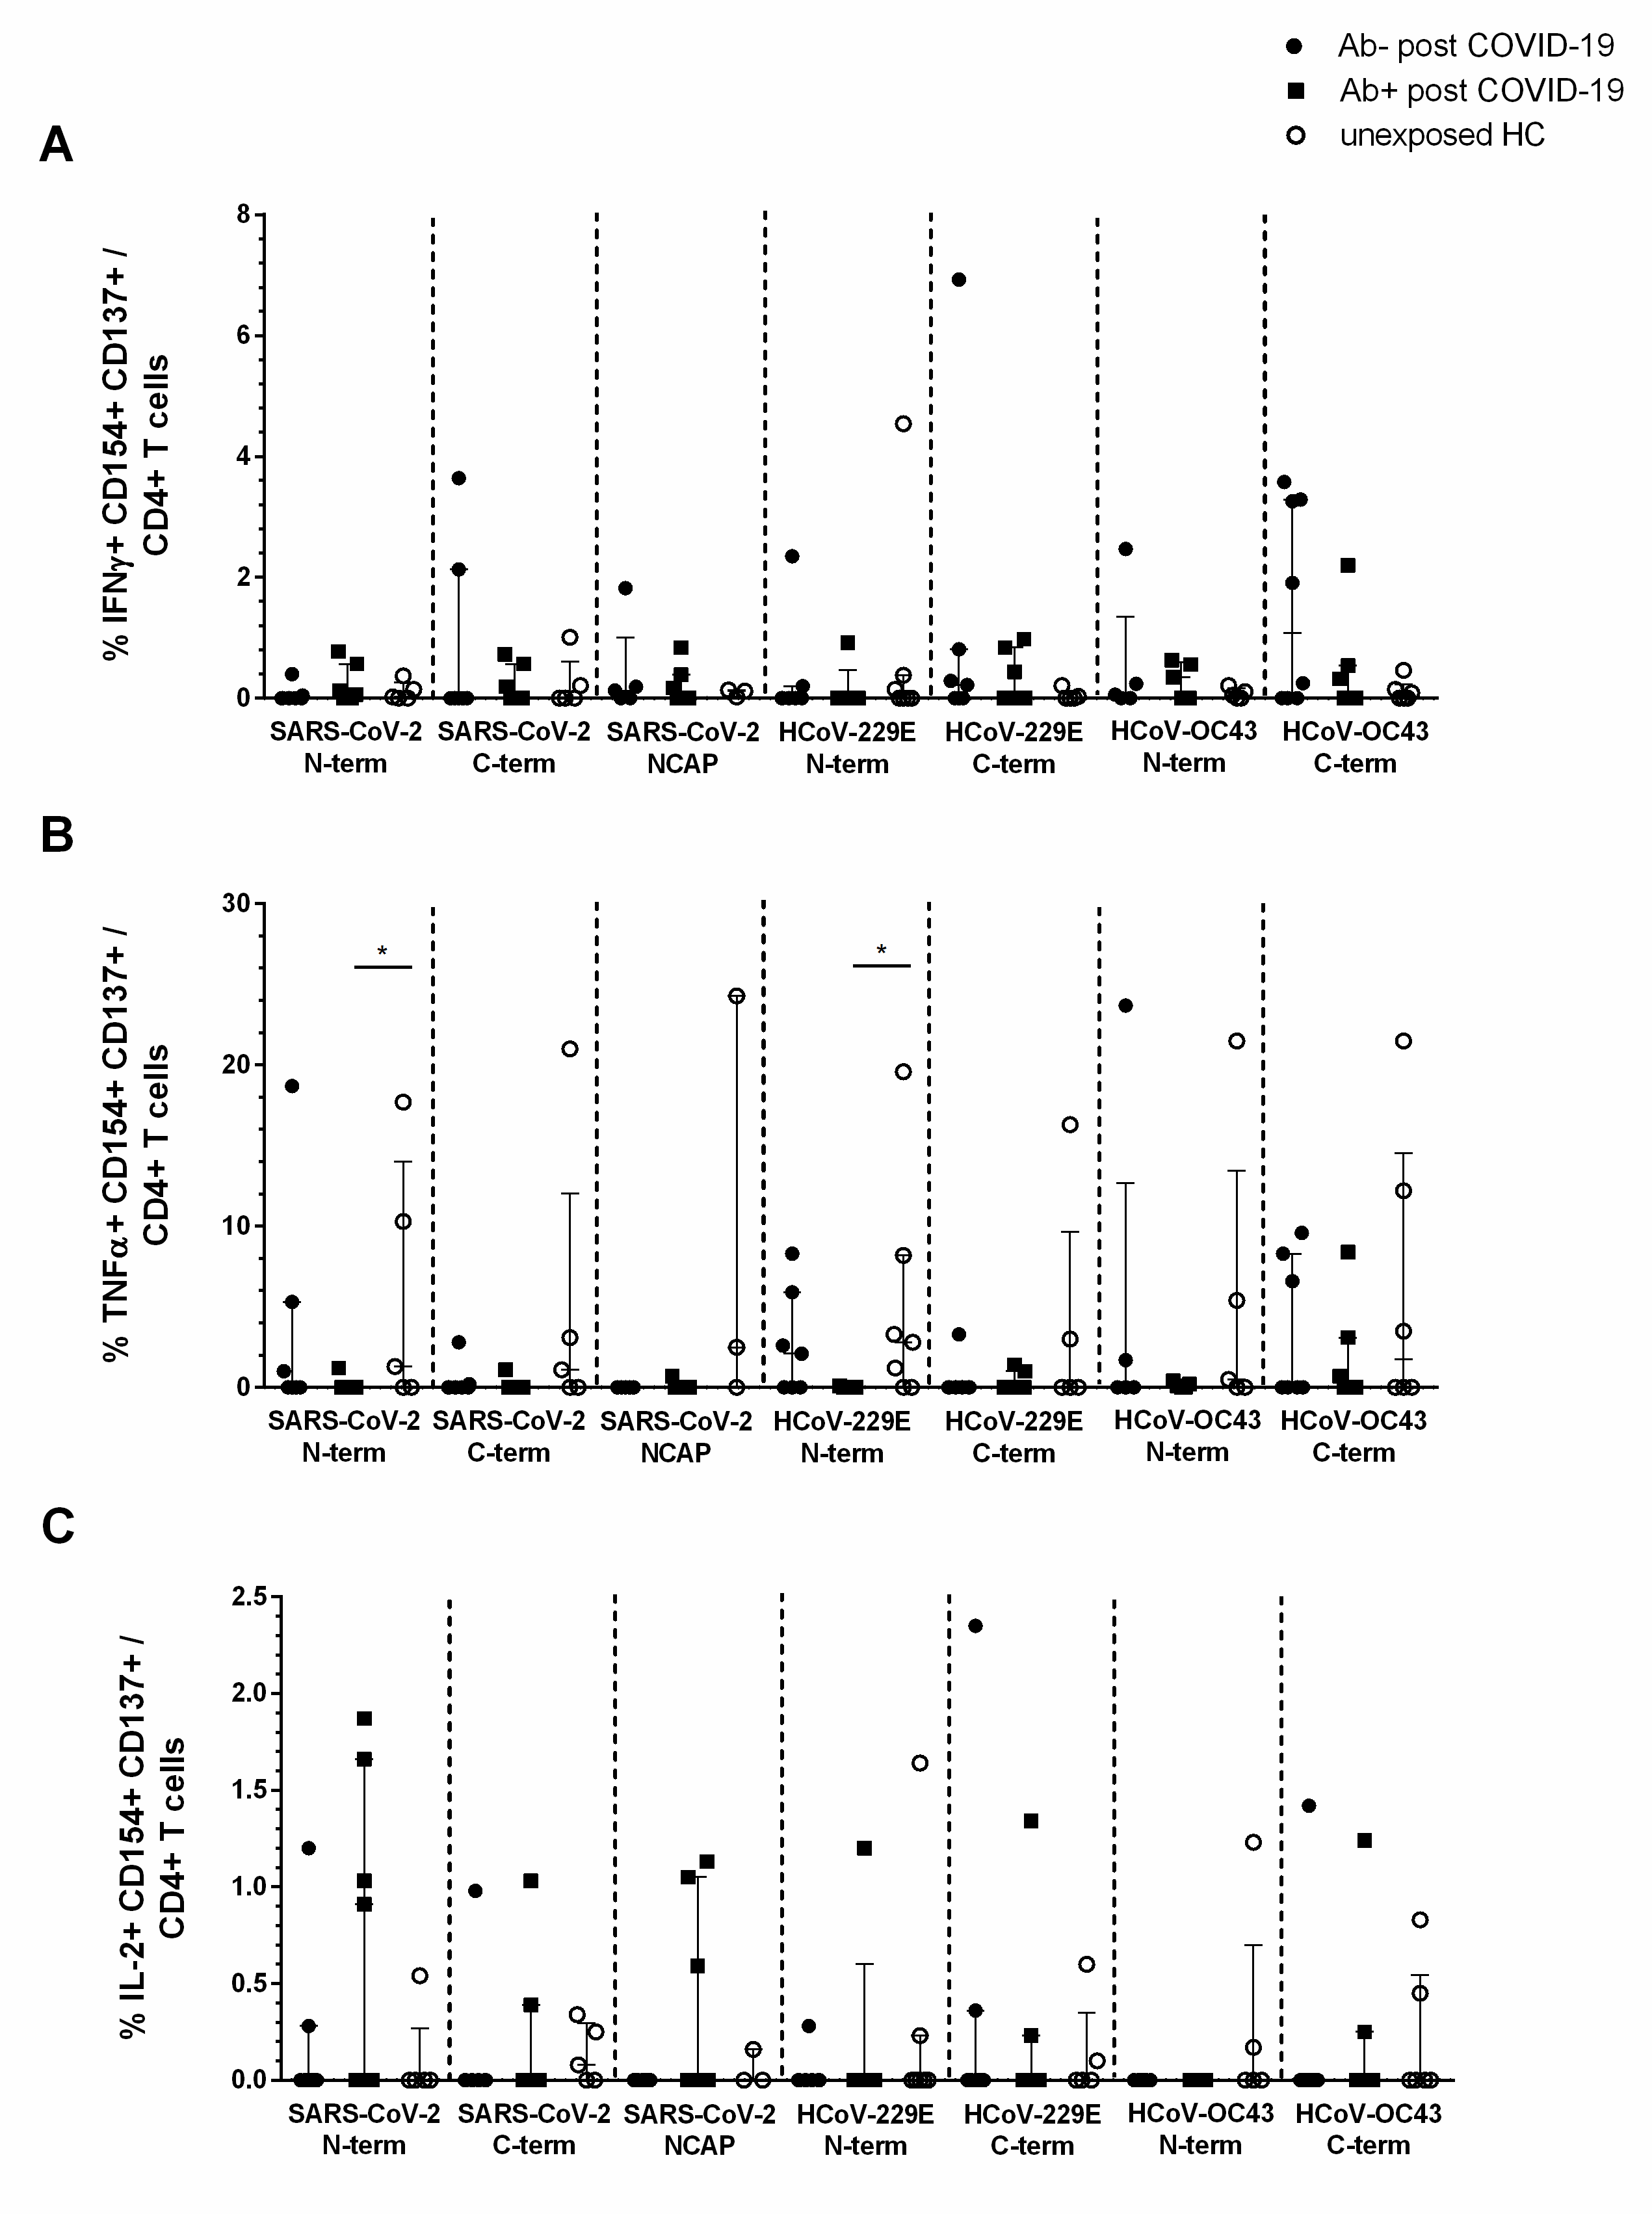 Ab- post COVID-19
Ab+ post COVID-19
unexposed HC
A
% IFNγ+ CD154+ CD137+ /
CD4+ T cells
8
6
4
2
0
SARS-CoV-2 SARS-CoV-2 SARS-CoV-2 HCoV-229E HCoV-229E HCoV-OC43 HCoV-OC43
N-term C-term NCAP N-term C-term N-term C-term
B
% TNFα+ CD154+ CD137+ /
CD4+ T cells
30
* *
20
10
0
SARS-CoV-2 SARS-CoV-2 SARS-CoV-2 HCoV-229E HCoV-229E HCoV-OC43 HCoV-OC43
N-term C-term NCAP N-term C-term N-term C-term
C
% IL-2+ CD154+ CD137+ /
CD4+ T cells
2.5
2.0
1.5
1.0
0.5
0.0
SARS-CoV-2 SARS-CoV-2 SARS-CoV-2 HCoV-229E HCoV-229E HCoV-OC43 HCoV-OC43
N-term C-term NCAP N-term C-term N-term C-term